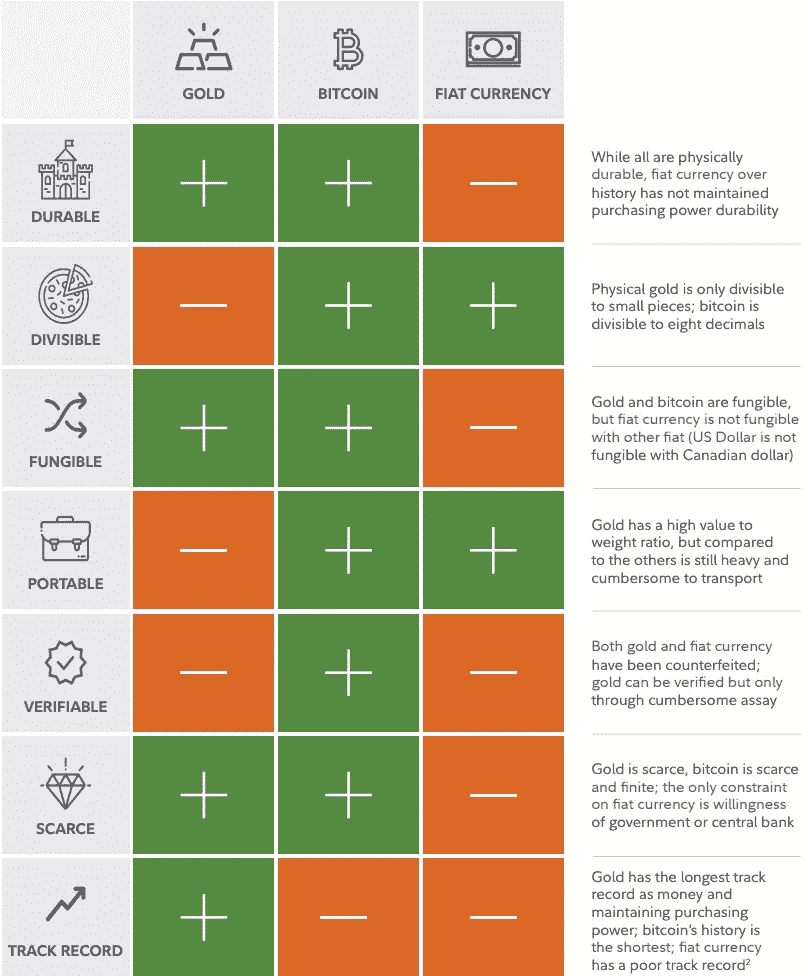 GOLD
BITCOIN
FIAT CURRENCY
DURABLE
While all are physically
durable, fiat currency over
history has not maintained
purchasing power durability
DIVISIBLE
Physical gold is only divisible
to small pieces; bitcoin is
divisible to eight decimals
FUNGIBLE
Gold and bitcoin are fungible,
but fiat currency is not fungible
with other fiat (US Dollar is not
fungible with Canadian dollar)
PORTABLE
Gold has a high value to
weight ratio, but compared
to the others is still heavy and
cumbersome to transport
VERIFIABLE
Both gold and fiat currency
have been counterfeited;
gold can be verified but only
through cumbersome assay
SCARCE
Gold is scarce, bitcoin is scarce
and finite; the only constraint
on fiat currency is willingness
of government or central bank
TRACK RECORD
Gold has the longest track
record as money and
maintaining purchasing
power; bitcoin's history is
the shortest; fiat currency
has a poor track record²